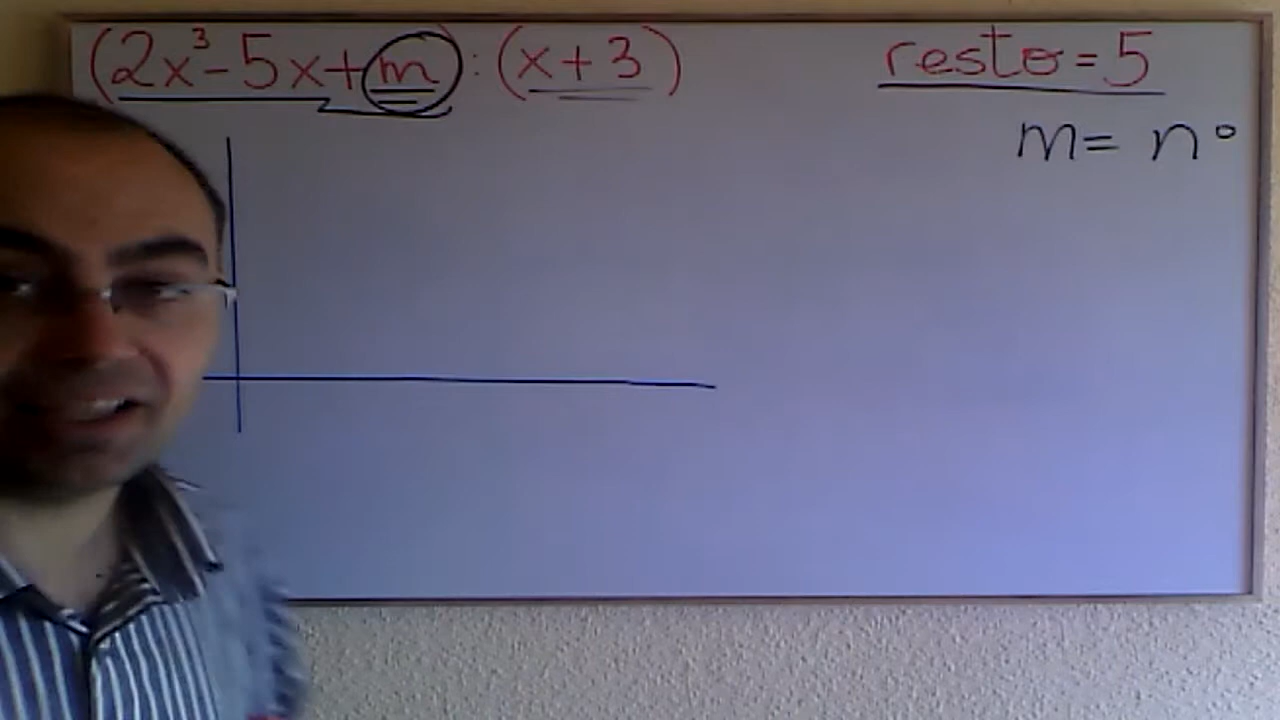 (2x³-5x+m):(x+3) resto=5
m= nº